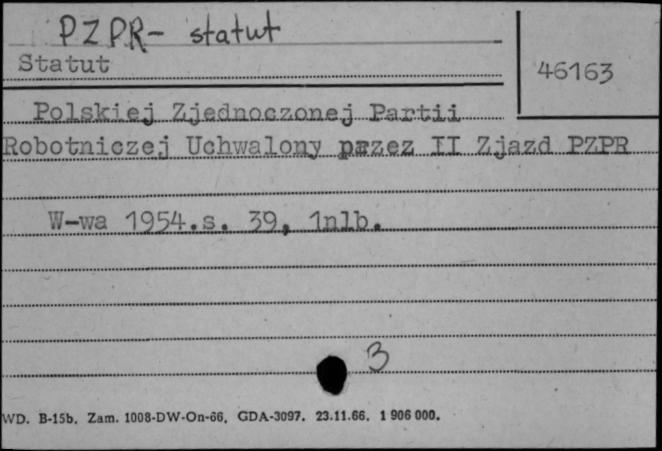 PZPR- statut
Statut
46163
Polskiej Zjednoczonej Partii
Robotniczej Uchwalony przez II Zjazd PZPR
W-wa 1954.s. 39, 1nlb.
3
WD. B-15b. Zam. 1008-DW-On-66. GDA-3097. 23.11.66. 1 906 000.